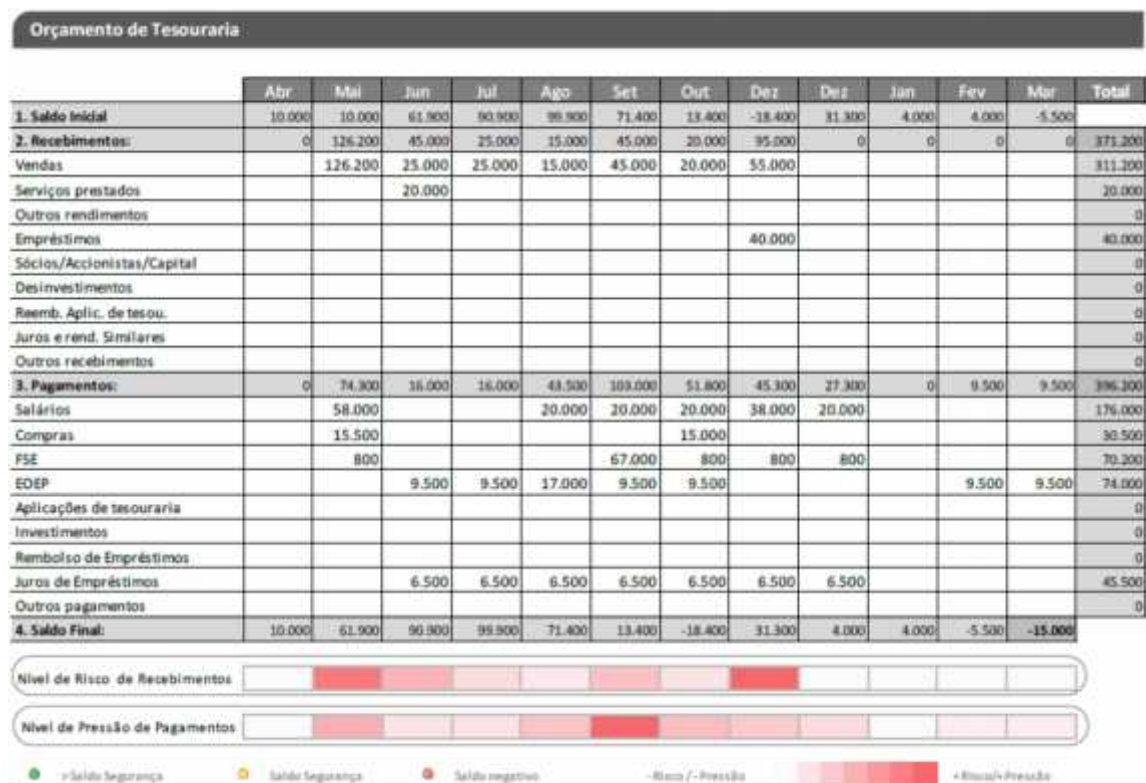 Orçamento de Tesouraria
Abr Mai Jun Jul Ago Set Out Dez Dez Jan Fev Mar Total
1. Saldo Inicial 10.000 10.000 61.900 90.900 99.900 71.400 13.400 -18.400 31.300 4.000 4.000 -5.500
2. Recebimentos: 0 126.200 45.000 25.000 15.000 45.000 20.000 95.000 0 0 0 0 371.200
Vendas 126.200 25.000 25.000 15.000 45.000 20.000 55.000 311.200
Serviços prestados 20.000 20.000
Outros rendimentos 0
Empréstimos 40.000 40.000
Sócios/Accionistas/Capital 0
Desinvestimentos 0
Reemb. Aplic. de tesou. 0
Juros e rend. Similares 0
Outros recebimentos 0
3. Pagamentos: 0 74.300 16.000 16.000 43.500 103.000 51.800 45.300 27.300 0 9.500 9.500 396.200
Salários 58.000 20.000 20.000 20.000 38.000 20.000 176.000
Compras 15.500 15.000 30.500
FSE 800 67.000 800 800 800 70.200
EOEP 9.500 9.500 17.000 9.500 9.500 9.500 9.500 74.000
Aplicações de tesouraria 0
Investimentos 0
Rembolso de Empréstimos 0
Juros de Empréstimos 6.500 6.500 6.500 6.500 6.500 6.500 6.500 45.500
Outros pagamentos 0
4. Saldo Final: 10.000 61.900 90.900 99.900 71.400 13.400 -18.400 31.300 4.000 4.000 -5.500 -15.000
Nível de Risco de Recebimentos
Nível de Pressão de Pagamentos
>Saldo Segurança Saldo Segurança Saldo negativo -Risco / -Pressão +Risco/+Pressão